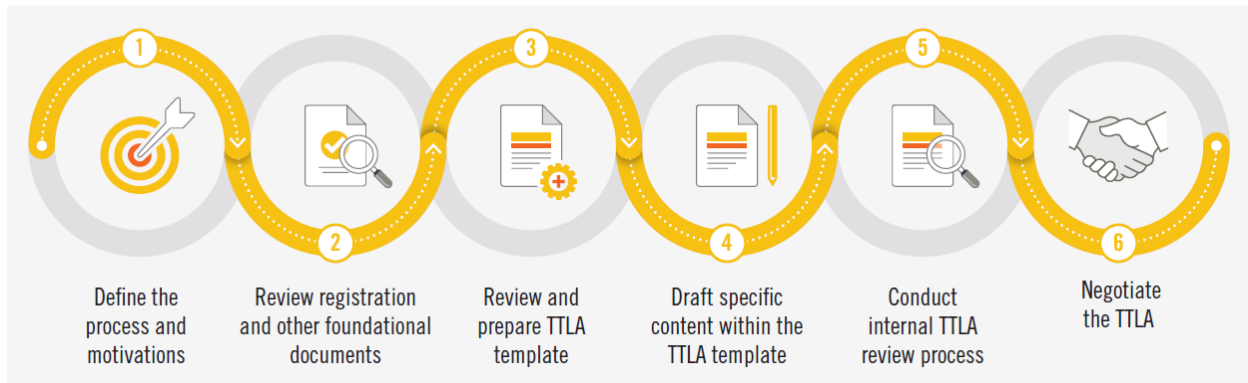 1
3
5
2
4
6
Define the
process and
motivations
Review registration
and other foundational
documents
Review and
prepare TTLA
template
Draft specific
content within the
TTLA template
Conduct
internal TTLA
review process
Negotiate
the TTLA